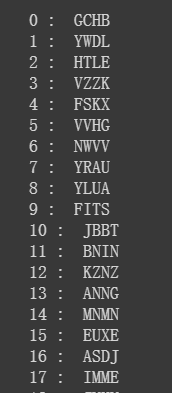 0 : GCHB
1 : YWDL
2 : HTLE
3 : VZZK
4 : FSKX
5 : VVHG
6 : NWVV
7 : YRAU
8 : YLUA
9 : FITS
10 : JBBT
11 : BNIN
12 : KZNZ
13 : ANNG
14 : MNMN
15 : EUXE
16 : ASDJ
17 : IMME